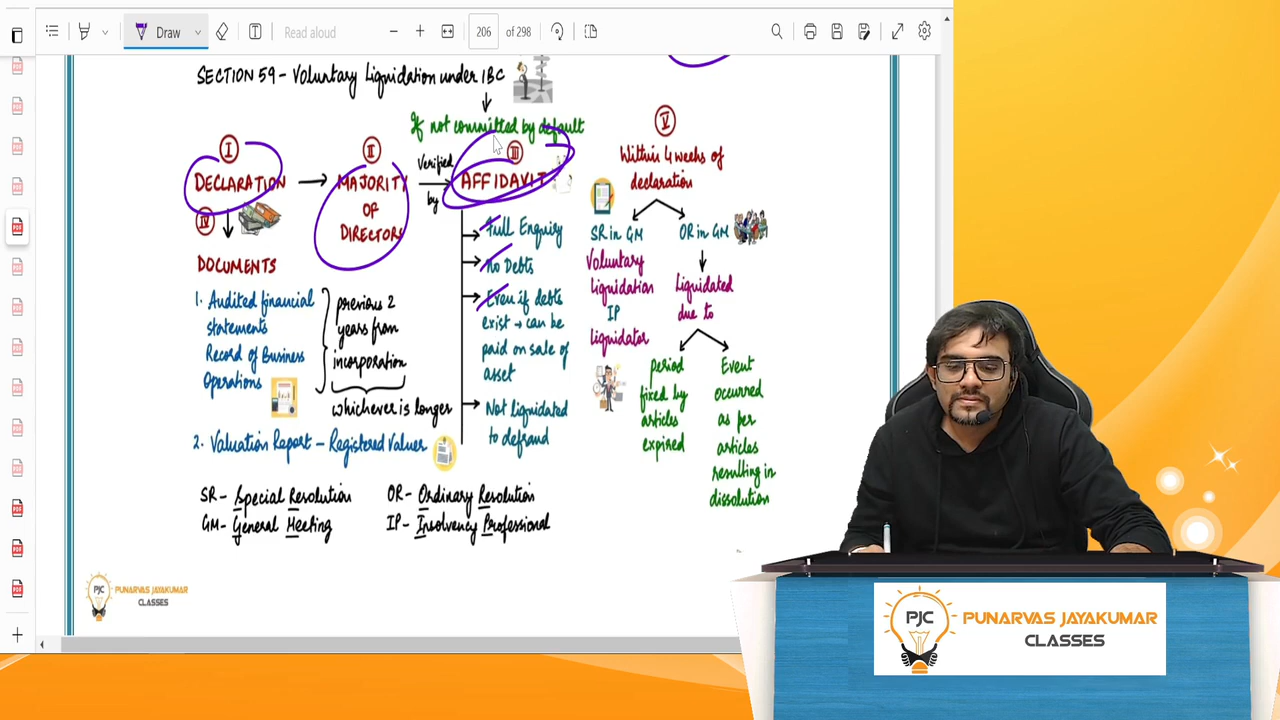 Draw
Read aloud
206
of 298
SECTION 59 - Voluntary Liquidation under IBC
If not committed by default
I
DECLARATION
II
MAJORITY
OF
DIRECTORS
Verified
by
III
AFFIDAVIT
Full Enquiry
No Debts
Even if debts
exist → can be
paid on sale of
asset
Not liquidated
to defraud
IV
DOCUMENTS
1. Audited financial
statements
Record of Business
Operations
previous 2
years from
incorporation
whichever is longer
2. Valuation Report - Registered Valuer
V
Within 4 weeks of
declaration
SR in GM
Voluntary
Liquidation
IP
Liquidator
OR in GM
Liquidated
due to
period
fixed by
articles
expired
Event
occurred
as per
articles
resulting in
dissolution
SR - Special Resolution
OR - Ordinary Resolution
GM - General Meeting
IP - Insolvency Professional
PJC
PUNARVAS JAYAKUMAR
CLASSES
PJC
PUNARVAS JAYAKUMAR
CLASSES